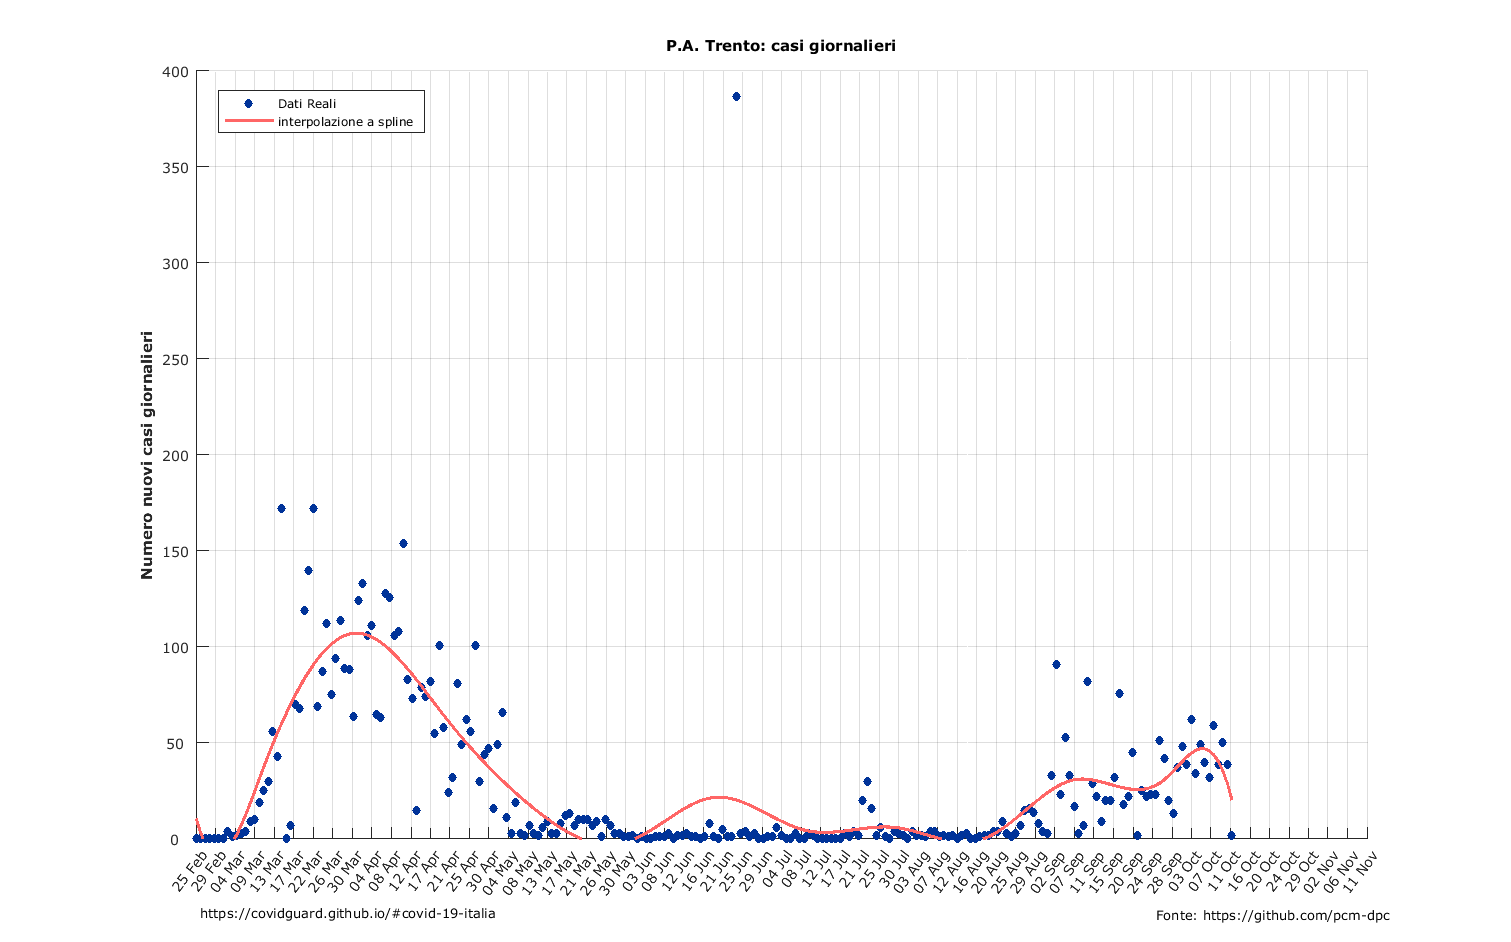 P.A. Trento: casi giornalieri
400
350
300
250
200
150
100
50
0
Dati Reali
interpolazione a spline
Numero nuovi casi giornalieri
25 Feb
29 Feb
04 Mar
09 Mar
13 Mar
17 Mar
22 Mar
26 Mar
30 Mar
04 Apr
08 Apr
12 Apr
17 Apr
21 Apr
25 Apr
30 Apr
04 May
08 May
13 May
17 May
21 May
26 May
30 May
03 Jun
08 Jun
12 Jun
16 Jun
21 Jun
25 Jun
29 Jun
04 Jul
08 Jul
12 Jul
17 Jul
21 Jul
25 Jul
30 Jul
03 Aug
07 Aug
12 Aug
16 Aug
20 Aug
25 Aug
29 Aug
02 Sep
07 Sep
11 Sep
15 Sep
20 Sep
24 Sep
28 Sep
03 Oct
07 Oct
11 Oct
16 Oct
20 Oct
24 Oct
29 Oct
02 Nov
06 Nov
11 Nov
https://covidguard.github.io/#covid-19-italia
Fonte: https://github.com/pcm-dpc